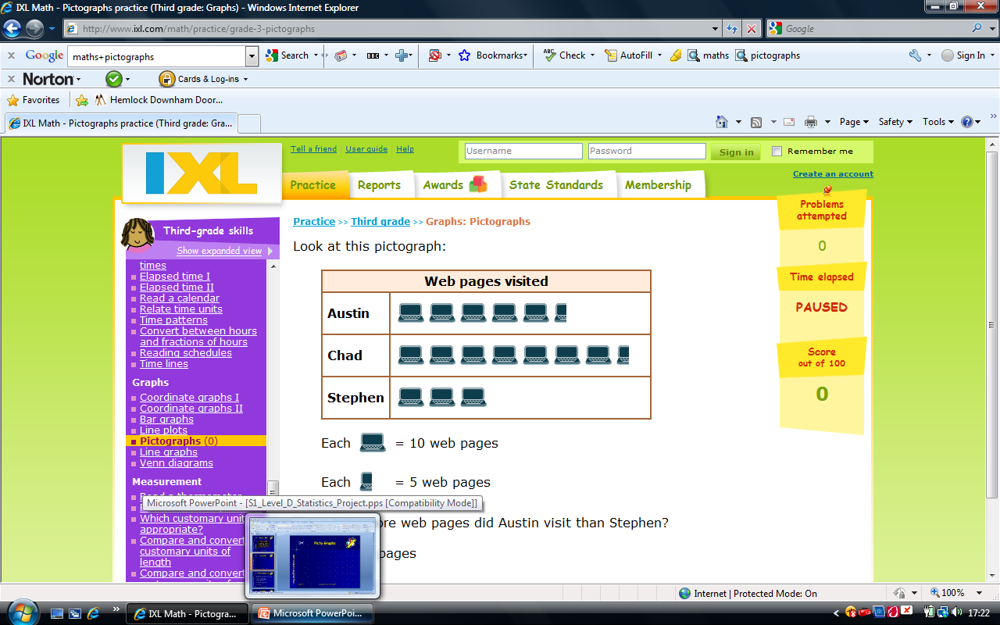 IXL Math - Pictographs practice (Third grade: Graphs) - Windows Internet Explorer
http://www.ixl.com/math/practice/grade-3-pictographs
Google
x Google maths+pictographs Search Bookmarks Check AutoFill maths pictographs Sign In
x Norton Cards & Log-ins
Favorites Hemlock Downham Door...
IXL Math - Pictographs practice (Third grade: Gra... Page Safety Tools
IXL
Tell a friend User guide Help
Username Password Sign in Remember me
Create an account
Practice Reports Awards State Standards Membership
Third-grade skills
Show expanded view
times
Elapsed time I
Elapsed time II
Read a calendar
Relate time units
Time patterns
Convert between hours
and fractions of hours
Reading schedules
Time lines
Graphs
Coordinate graphs I
Coordinate graphs II
Bar graphs
Line plots
Pictographs (0)
Line graphs
Venn diagrams
Measurement
Which customary unit
appropriate?
Compare and convert
customary units of
length
Compare and convert
Practice >> Third grade >> Graphs: Pictographs
Look at this pictograph:
Web pages visited
Austin
Chad
Stephen
Each = 10 web pages
Each = 5 web pages
ore web pages did Austin visit than Stephen?
pages
Problems
attempted
0
Time elapsed
PAUSED
Score
out of 100
0
Microsoft PowerPoint - [S1_Level_D_Statistics_Project.pps [Compatibility Mode]]
Picto Graphs
Internet | Protected Mode: On 100%
IXL Math - Pictogra... Microsoft PowerPoi... 17:22